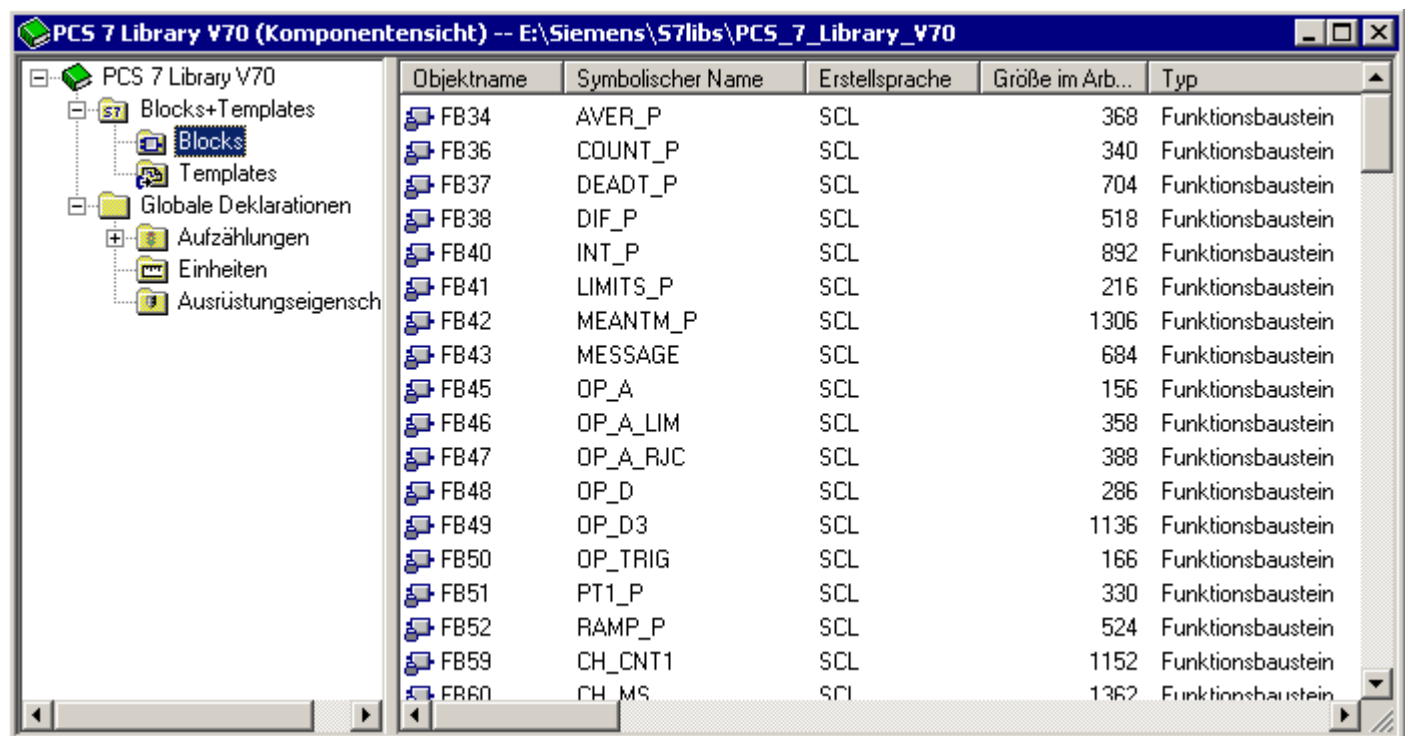 PCS 7 Library V70 (Komponentensicht) -- E:\Siemens\S7libs\PCS_7_Library_V70
PCS 7 Library V70
Blocks+Templates
Blocks
Templates
Globale Deklarationen
Aufzählungen
Einheiten
Ausrüstungseigensch
Objektname Symbolischer Name Erstellsprache Größe im Arb... Typ
FB34 AVER_P SCL 368 Funktionsbaustein
FB36 COUNT_P SCL 340 Funktionsbaustein
FB37 DEADT_P SCL 704 Funktionsbaustein
FB38 DIF_P SCL 518 Funktionsbaustein
FB40 INT_P SCL 892 Funktionsbaustein
FB41 LIMITS_P SCL 216 Funktionsbaustein
FB42 MEANTM_P SCL 1306 Funktionsbaustein
FB43 MESSAGE SCL 684 Funktionsbaustein
FB45 OP_A SCL 156 Funktionsbaustein
FB46 OP_A_LIM SCL 358 Funktionsbaustein
FB47 OP_A_RJC SCL 388 Funktionsbaustein
FB48 OP_D SCL 286 Funktionsbaustein
FB49 OP_D3 SCL 1136 Funktionsbaustein
FB50 OP_TRIG SCL 166 Funktionsbaustein
FB51 PT1_P SCL 330 Funktionsbaustein
FB52 RAMP_P SCL 524 Funktionsbaustein
FB59 CH_CNT1 SCL 1152 Funktionsbaustein
FB60 CH_MS SCL 1362 Funktionsbaustein